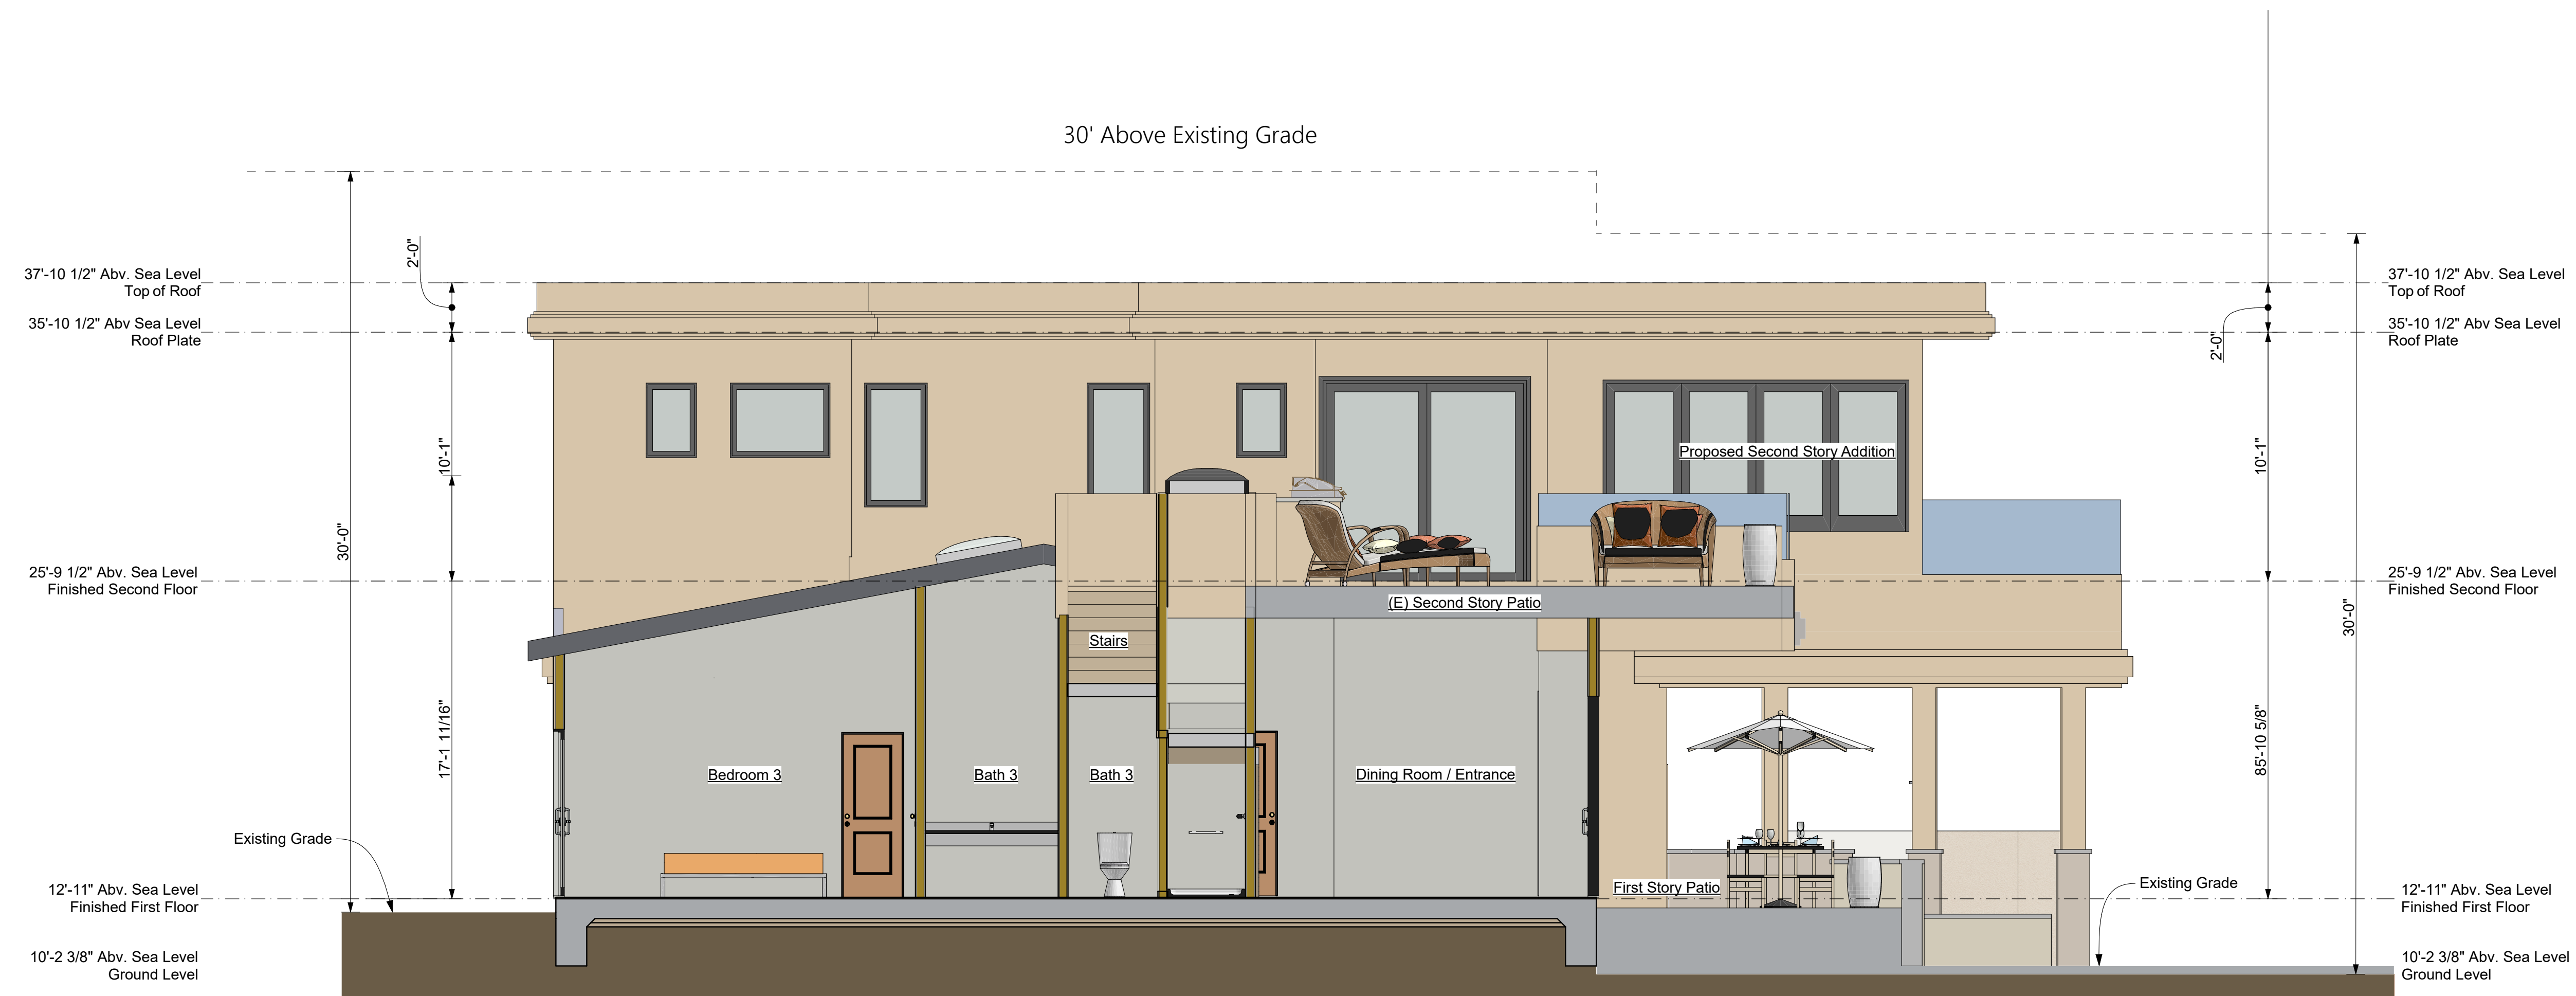 30' Above Existing Grade
2'-0"
37'-10 1/2" Abv. Sea Level
Top of Roof
37'-10 1/2" Abv. Sea Level
Top of Roof
35'-10 1/2" Abv Sea Level
Roof Plate
2'-0"
35'-10 1/2" Abv Sea Level
Roof Plate
10'-1"
Proposed Second Story Addition
10'-1"
30'-0"
25'-9 1/2" Abv. Sea Level
Finished Second Floor
(E) Second Story Patio
25'-9 1/2" Abv. Sea Level
Finished Second Floor
30'-0"
Stairs
17'-1 11/16"
85'-10 5/8"
Bedroom 3
Bath 3
Bath 3
Dining Room / Entrance
Existing Grade
12'-11" Abv. Sea Level
Finished First Floor
First Story Patio
Existing Grade
12'-11" Abv. Sea Level
Finished First Floor
10'-2 3/8" Abv. Sea Level
Ground Level
10'-2 3/8" Abv. Sea Level
Ground Level